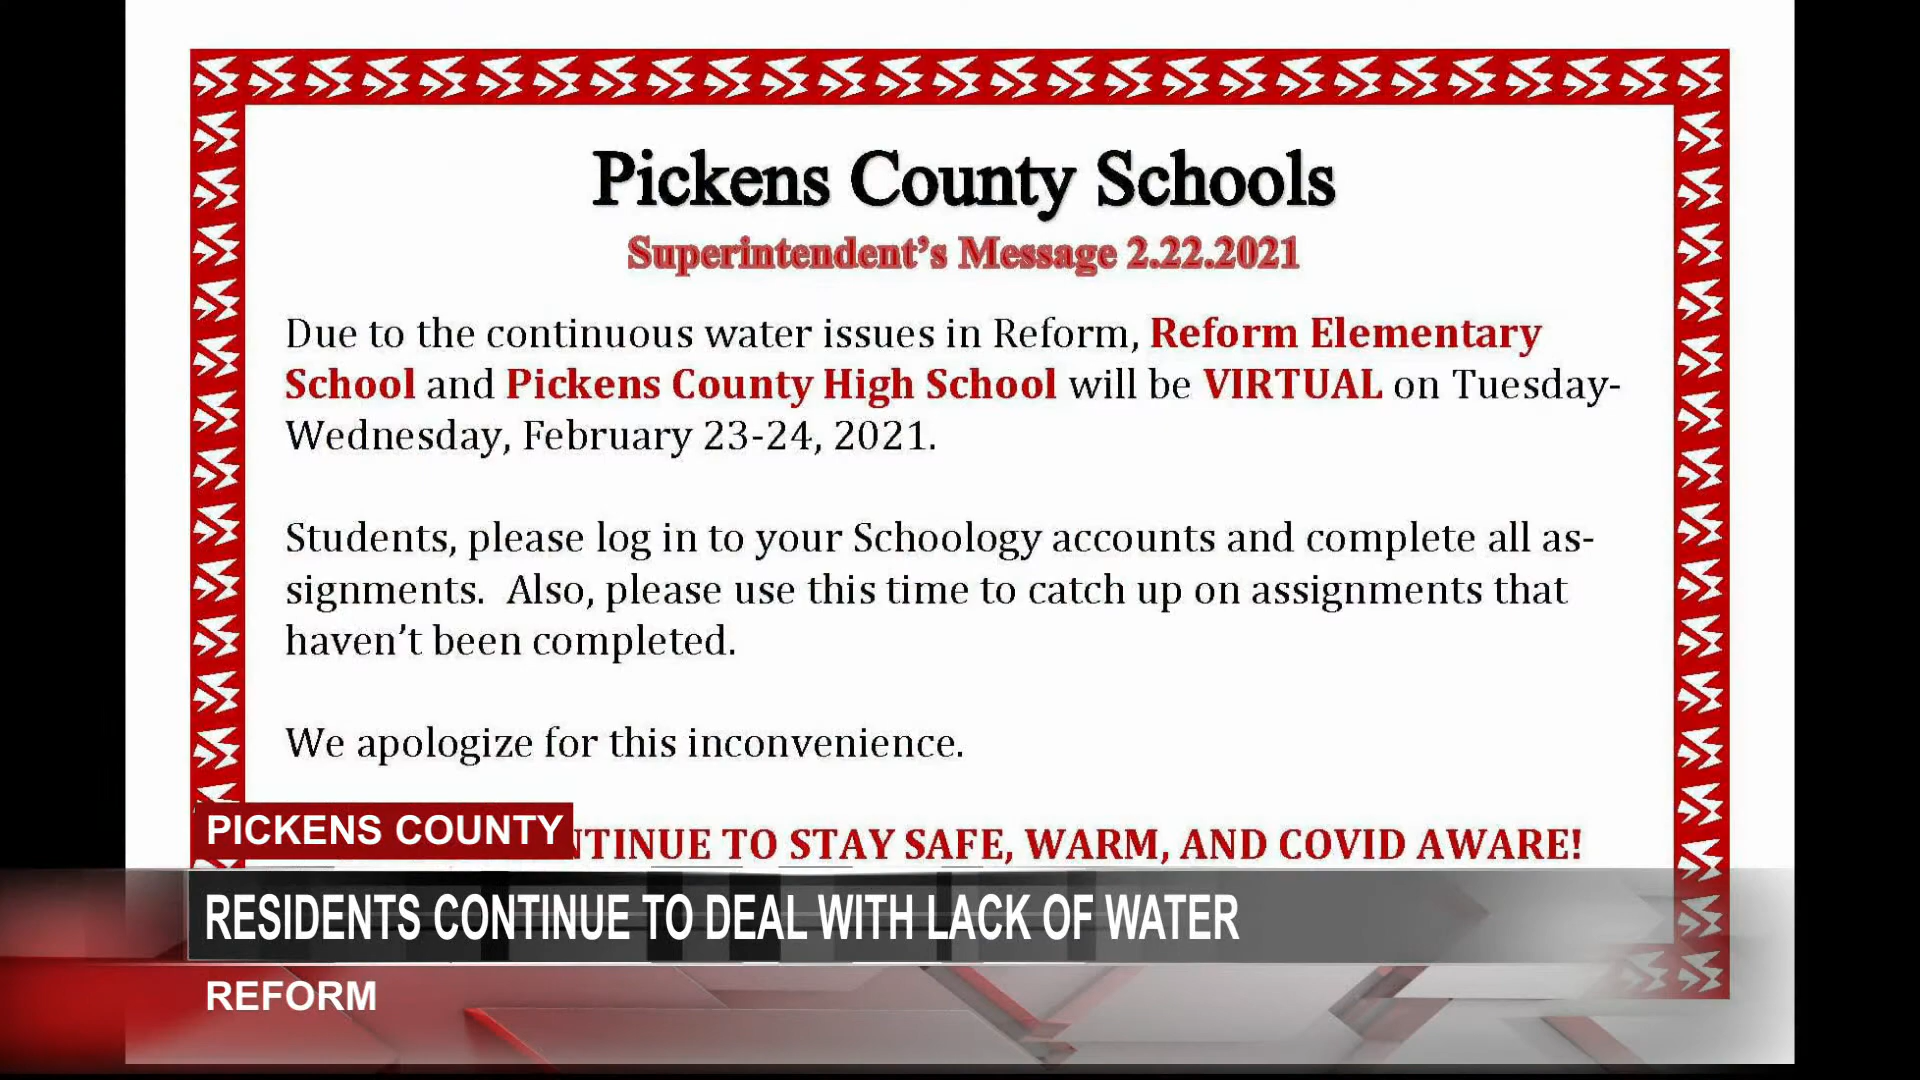 Pickens County Schools
Superintendent's Message 2.22.2021
Due to the continuous water issues in Reform, Reform Elementary
School and Pickens County High School will be VIRTUAL on Tuesday-
Wednesday, February 23-24, 2021.
Students, please log in to your Schoology accounts and complete all as-
signments.  Also, please use this time to catch up on assignments that
haven't been completed.
We apologize for this inconvenience.
TO STAY SAFE, WARM, AND COVID AWARE!
PICKENS COUNTY
RESIDENTS CONTINUE TO DEAL WITH LACK OF WATER
REFORM